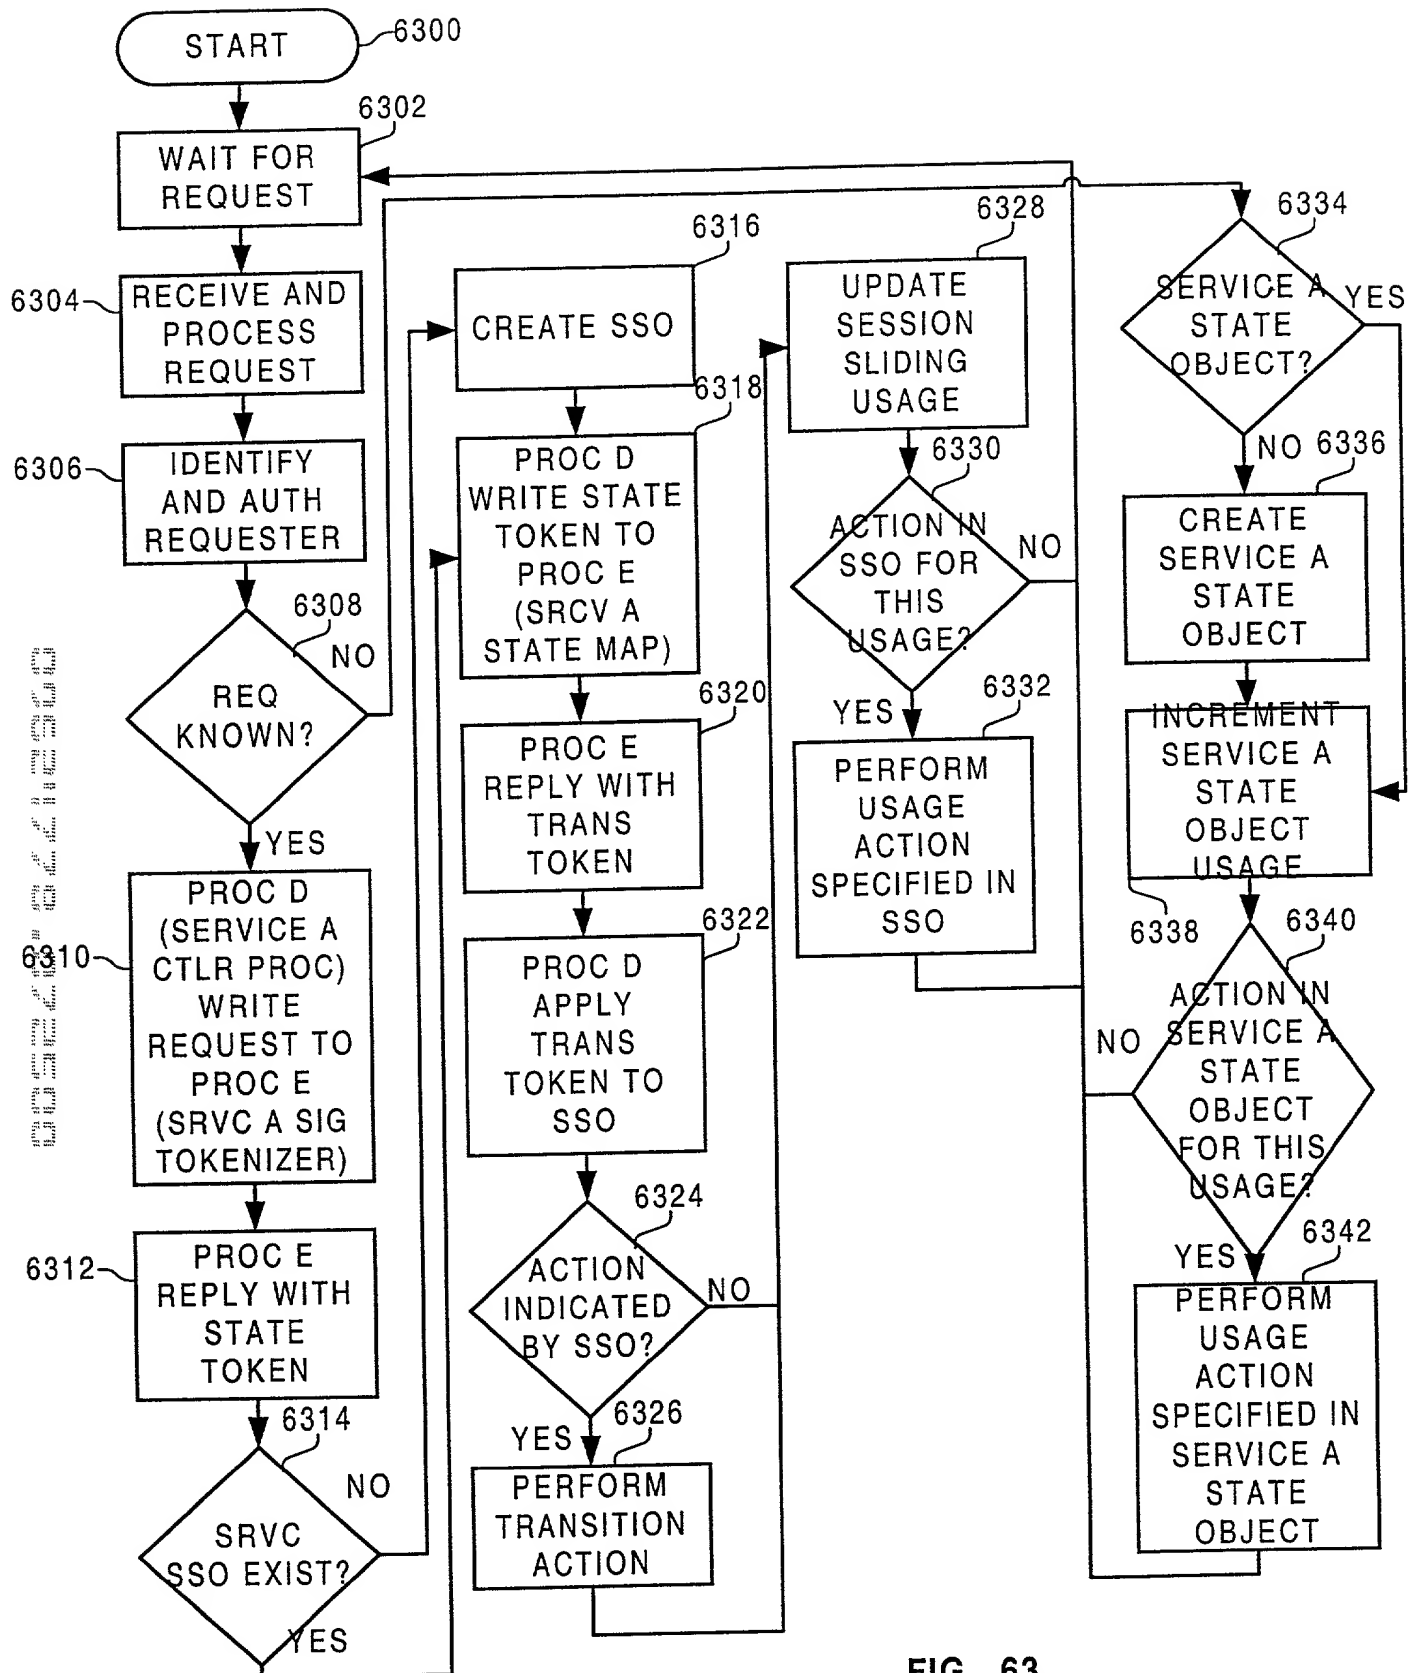 START
6300
6302
WAIT FOR
REQUEST
6304
RECEIVE AND
PROCESS
REQUEST
6306
IDENTIFY
AND AUTH
REQUESTER
6308
NO
REQ
KNOWN?
YES
6310
PROC D
(SERVICE A
CTLR PROC)
WRITE
REQUEST TO
PROC E
(SRVC A SIG
TOKENIZER)
6312
PROC E
REPLY WITH
STATE
TOKEN
6314
NO
SRVC
SSO EXIST?
YES
6316
CREATE SSO
6318
PROC D
WRITE STATE
TOKEN TO
PROC E
(SRCV A
STATE MAP)
6320
PROC E
REPLY WITH
TRANS
TOKEN
6322
PROC D
APPLY
TRANS
TOKEN TO
SSO
6324
ACTION
INDICATED
BY SSO?
NO
YES
6326
PERFORM
TRANSITION
ACTION
6328
UPDATE
SESSION
SLIDING
USAGE
6330
ACTION IN
SSO FOR
THIS
USAGE?
NO
YES
6332
PERFORM
USAGE
ACTION
SPECIFIED IN
SSO
6334
SERVICE A
STATE
OBJECT?
YES
NO
6336
CREATE
SERVICE A
STATE
OBJECT
INCREMENT
SERVICE A
STATE
OBJECT
USAGE
6338
6340
ACTION IN
SERVICE A
STATE
OBJECT
FOR THIS
USAGE?
NO
YES
6342
PERFORM
USAGE
ACTION
SPECIFIED IN
SERVICE A
STATE
OBJECT
FIG. 63